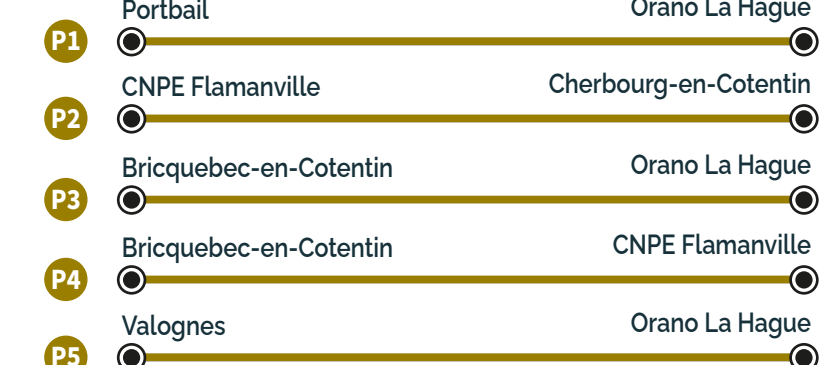 Portbail Orano La Hague
P1
CNPE Flamanville Cherbourg-en-Cotentin
P2
Bricquebec-en-Cotentin Orano La Hague
P3
Bricquebec-en-Cotentin CNPE Flamanville
P4
Valognes Orano La Hague
P5